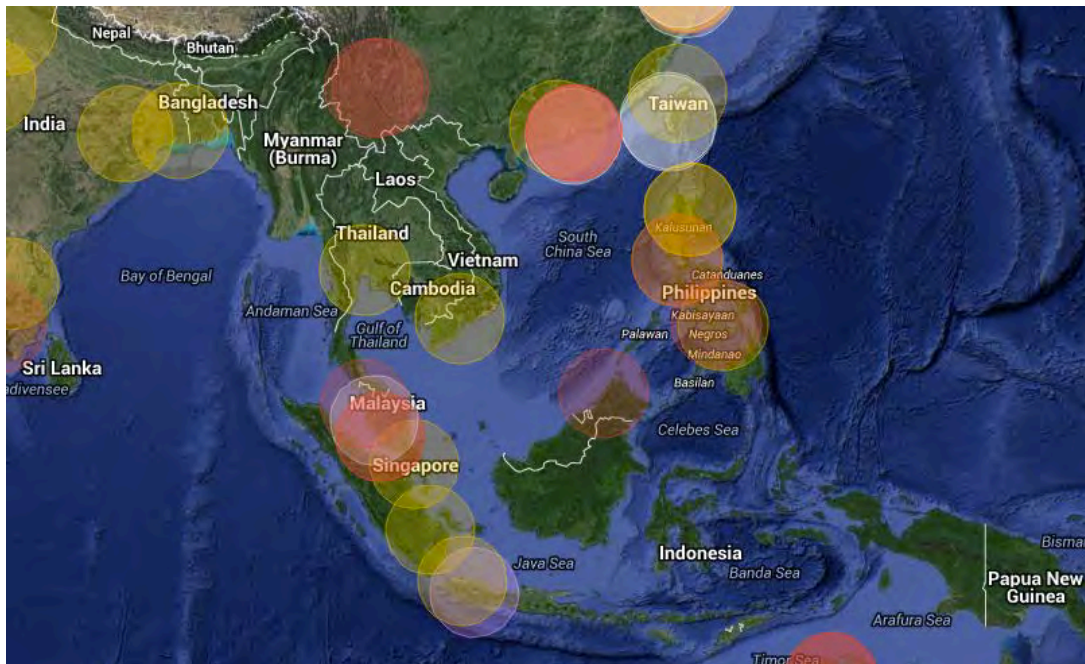 Nepal
Bhutan
Bangladesh
India
Taiwan
Myanmar
(Burma)
Laos
Thailand
Kalusunan
South
China Sea
Vietnam
Bay of Bengal
Catanduanes
Cambodia
Philippines
Andaman Sea
Kabisayaan
Gulf of
Thailand
Palawan
Negros
Mindanao
Sri Lanka
Basilan
adivensee
Malaysia
Celebes Sea
Singapore
Bisma
Indonesia
Java Sea
Banda Sea
Papua New
Guinea
Arafura Sea
Timor Sea